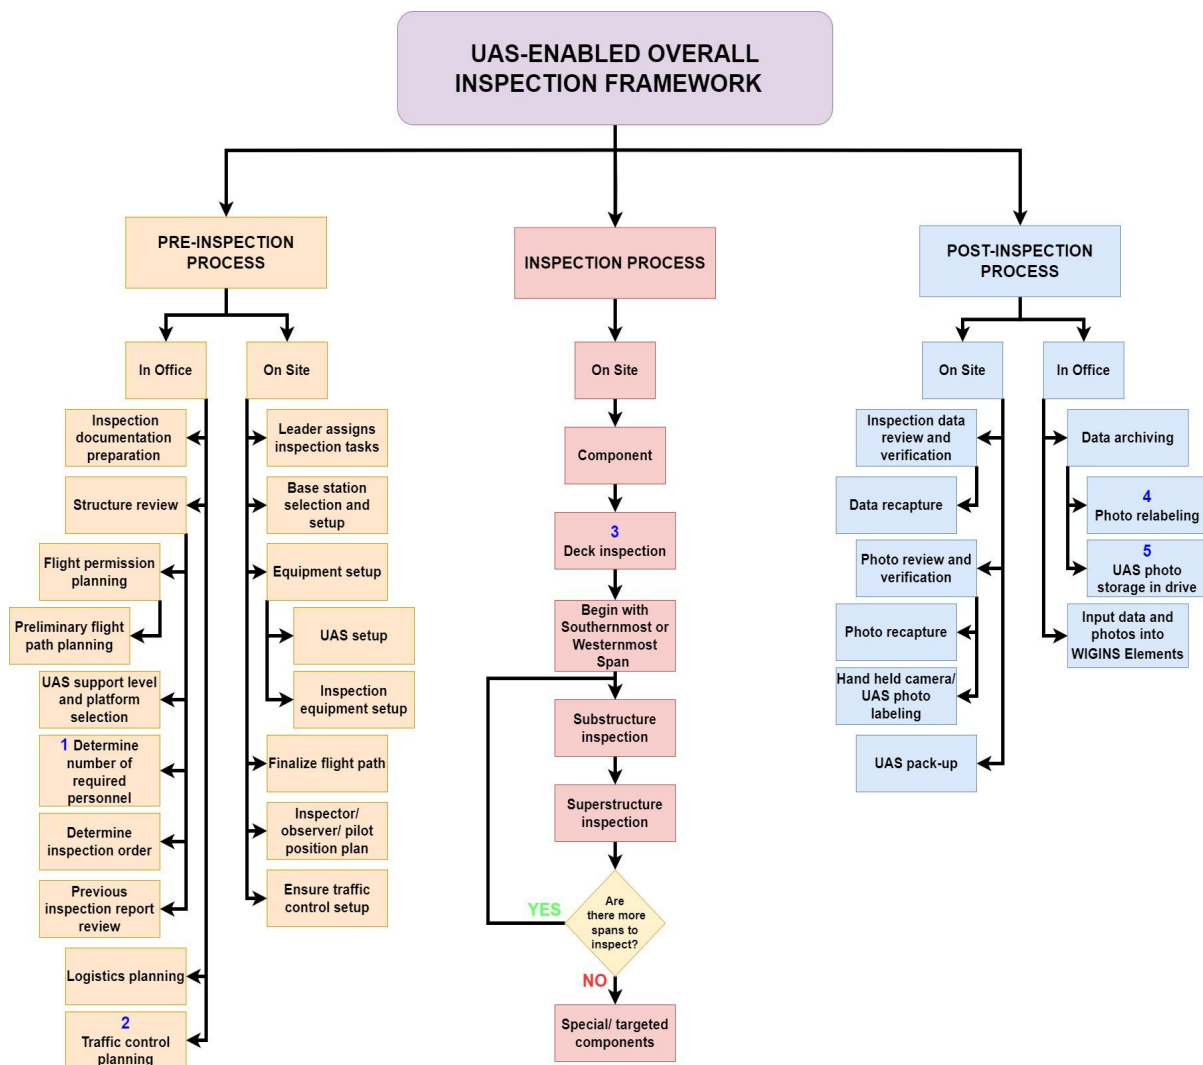 UAS-ENABLED OVERALL
INSPECTION FRAMEWORK
PRE-INSPECTION
PROCESS
In Office
On Site
Inspection
documentation
preparation
Structure review
Flight permission
planning
Preliminary flight
path planning
UAS support level
and platform
selection
1 Determine
number of
required
personnel
Determine
inspection order
Previous
inspection report
review
Logistics planning
2
Traffic control
planning
Leader assigns
inspection tasks
Base station
selection and
setup
Equipment setup
UAS setup
Inspection
equipment setup
Finalize flight path
Inspector/
observer/ pilot
position plan
Ensure traffic
control setup
INSPECTION PROCESS
On Site
Component
3
Deck inspection
Begin with
Southernmost or
Westernmost
Span
Substructure
inspection
Superstructure
inspection
Are
there more
spans to
inspect?
YES
NO
Special/ targeted
components
POST-INSPECTION
PROCESS
On Site
In Office
Inspection data
review and
verification
Data recapture
Photo review and
verification
Photo recapture
Hand held camera/
UAS photo
labeling
UAS pack-up
Data archiving
4
Photo relabeling
5
UAS photo
storage in drive
Input data and
photos into
WIGINS Elements